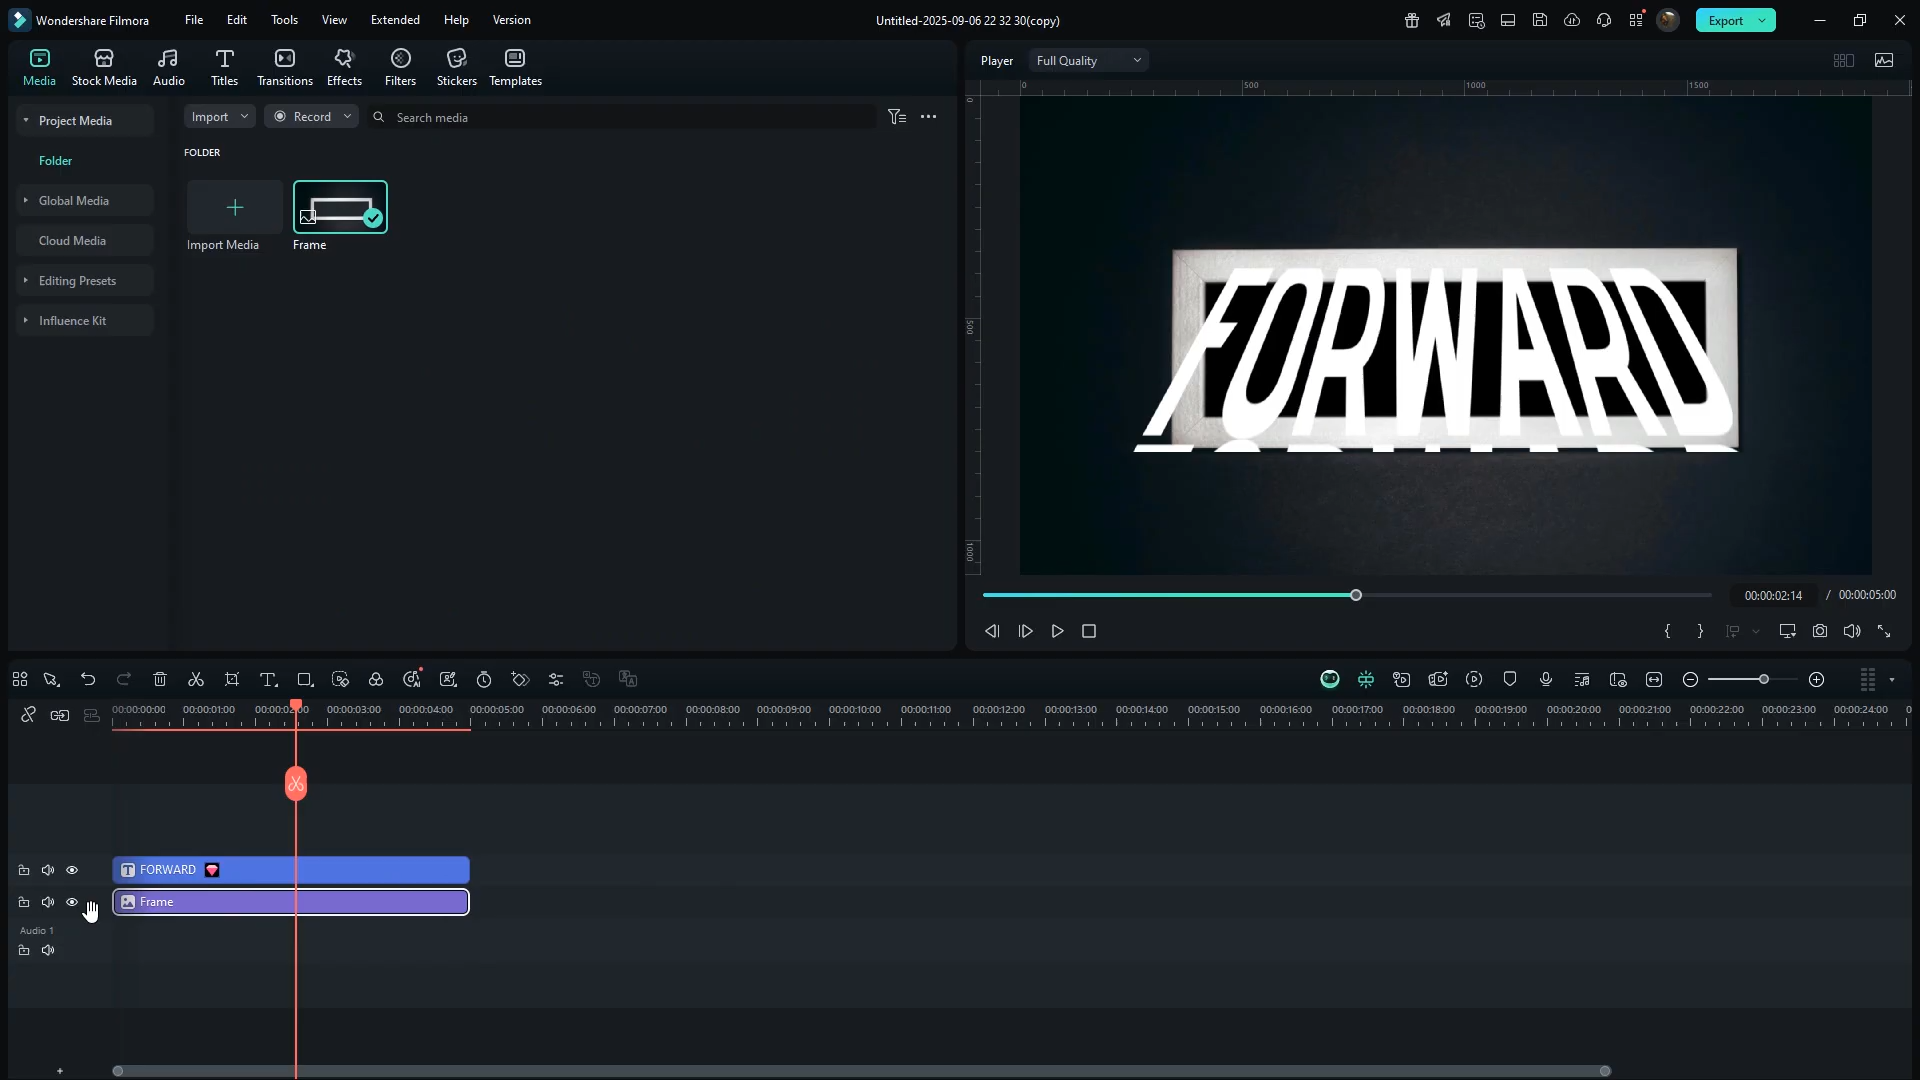 Wondershare Filmora File Edit Tools View Extended Help Version Untitled-2025-09-06 22 32 30(copy) Export
Media Stock Media Audio Titles Transitions Effects Filters Stickers Templates
Player Full Quality
Project Media
Folder
Global Media
Cloud Media
Editing Presets
Influence Kit
Import Record Search media
FOLDER
Import Media Frame
0 500 1000 1500
0
500
1000
FORWARD
00:00:02:14 / 00:00:05:00
00:00:00:00 00:00:01:00 00:00:02:00 00:00:03:00 00:00:04:00 00:00:05:00 00:00:06:00 00:00:07:00 00:00:08:00 00:00:09:00 00:00:10:00 00:00:11:00 00:00:12:00 00:00:13:00 00:00:14:00 00:00:15:00 00:00:16:00 00:00:17:00 00:00:18:00 00:00:19:00 00:00:20:00 00:00:21:00 00:00:22:00 00:00:23:00 00:00:24:00
FORWARD
Frame
Audio 1